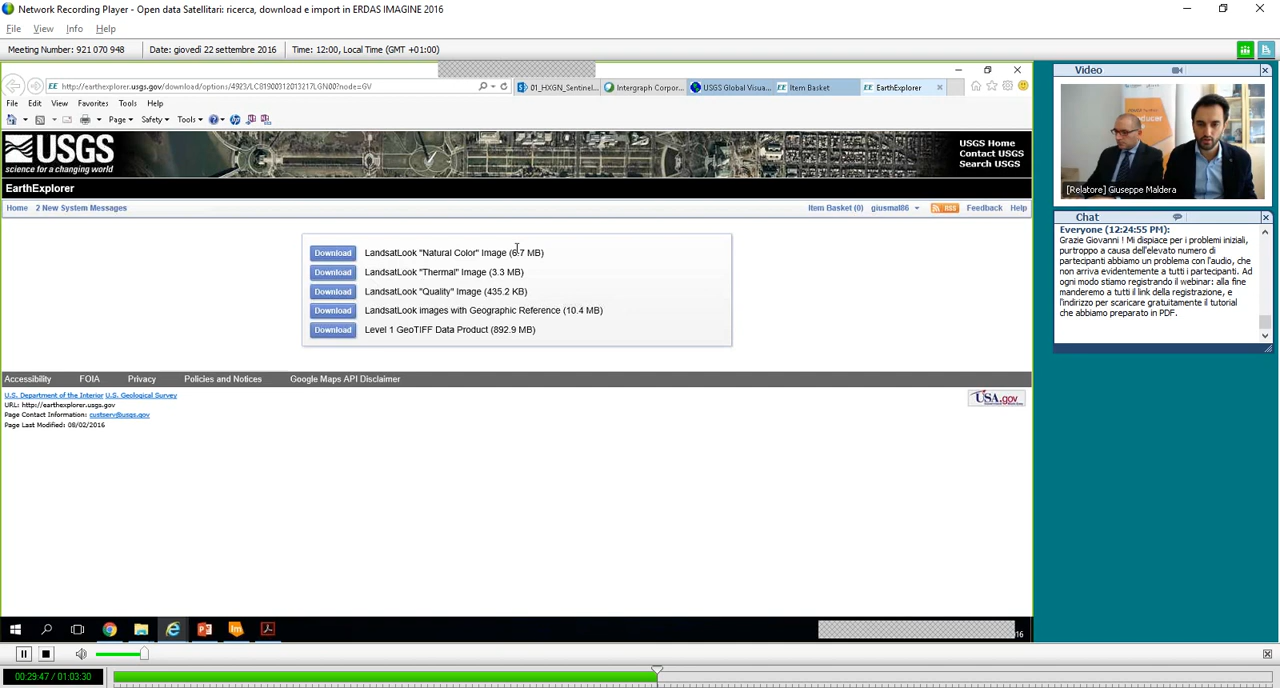 Network Recording Player - Open data Satellitari: ricerca, download e import in ERDAS IMAGINE 2016
File View Info Help
Meeting Number: 921 070 948 Date: giovedì 22 settembre 2016 Time: 12:00, Local Time (GMT +01:00)
http://earthexplorer.usgs.gov/download/options/4923/LC81900312013217LGN00?node=GV
01_HXGN_Sentinel... Intergraph Corpor... USGS Global Visua... Item Basket EarthExplorer
File Edit View Favorites Tools Help
Page Safety Tools
USGS
science for a changing world
USGS Home
Contact USGS
Search USGS
EarthExplorer
Home 2 New System Messages Item Basket (0) giusmal86 RSS Feedback Help
Download LandsatLook "Natural Color" Image (6.7 MB)
Download LandsatLook "Thermal" Image (3.3 MB)
Download LandsatLook "Quality" Image (435.2 KB)
Download LandsatLook images with Geographic Reference (10.4 MB)
Download Level 1 GeoTIFF Data Product (892.9 MB)
Accessibility FOIA Privacy Policies and Notices Google Maps API Disclaimer
U.S. Department of the Interior U.S. Geological Survey
URL: http://earthexplorer.usgs.gov
Page Contact Information: custserv@usgs.gov
Page Last Modified: 08/02/2016
USA.gov
16
Video
[Relatore] Giuseppe Maldera
Chat
Everyone (12:24:55 PM):
Grazie Giovanni ! Mi dispiace per i problemi iniziali,
purtroppo a causa dell'elevato numero di
partecipanti abbiamo un problema con l'audio, che
non arriva evidentemente a tutti i partecipanti. Ad
ogni modo stiamo registrando il webinar: alla fine
manderemo a tutti il link della registrazione, e
l'indirizzo per scaricare gratuitamente il tutorial
che abbiamo preparato in PDF.
00:29:47 / 01:03:30